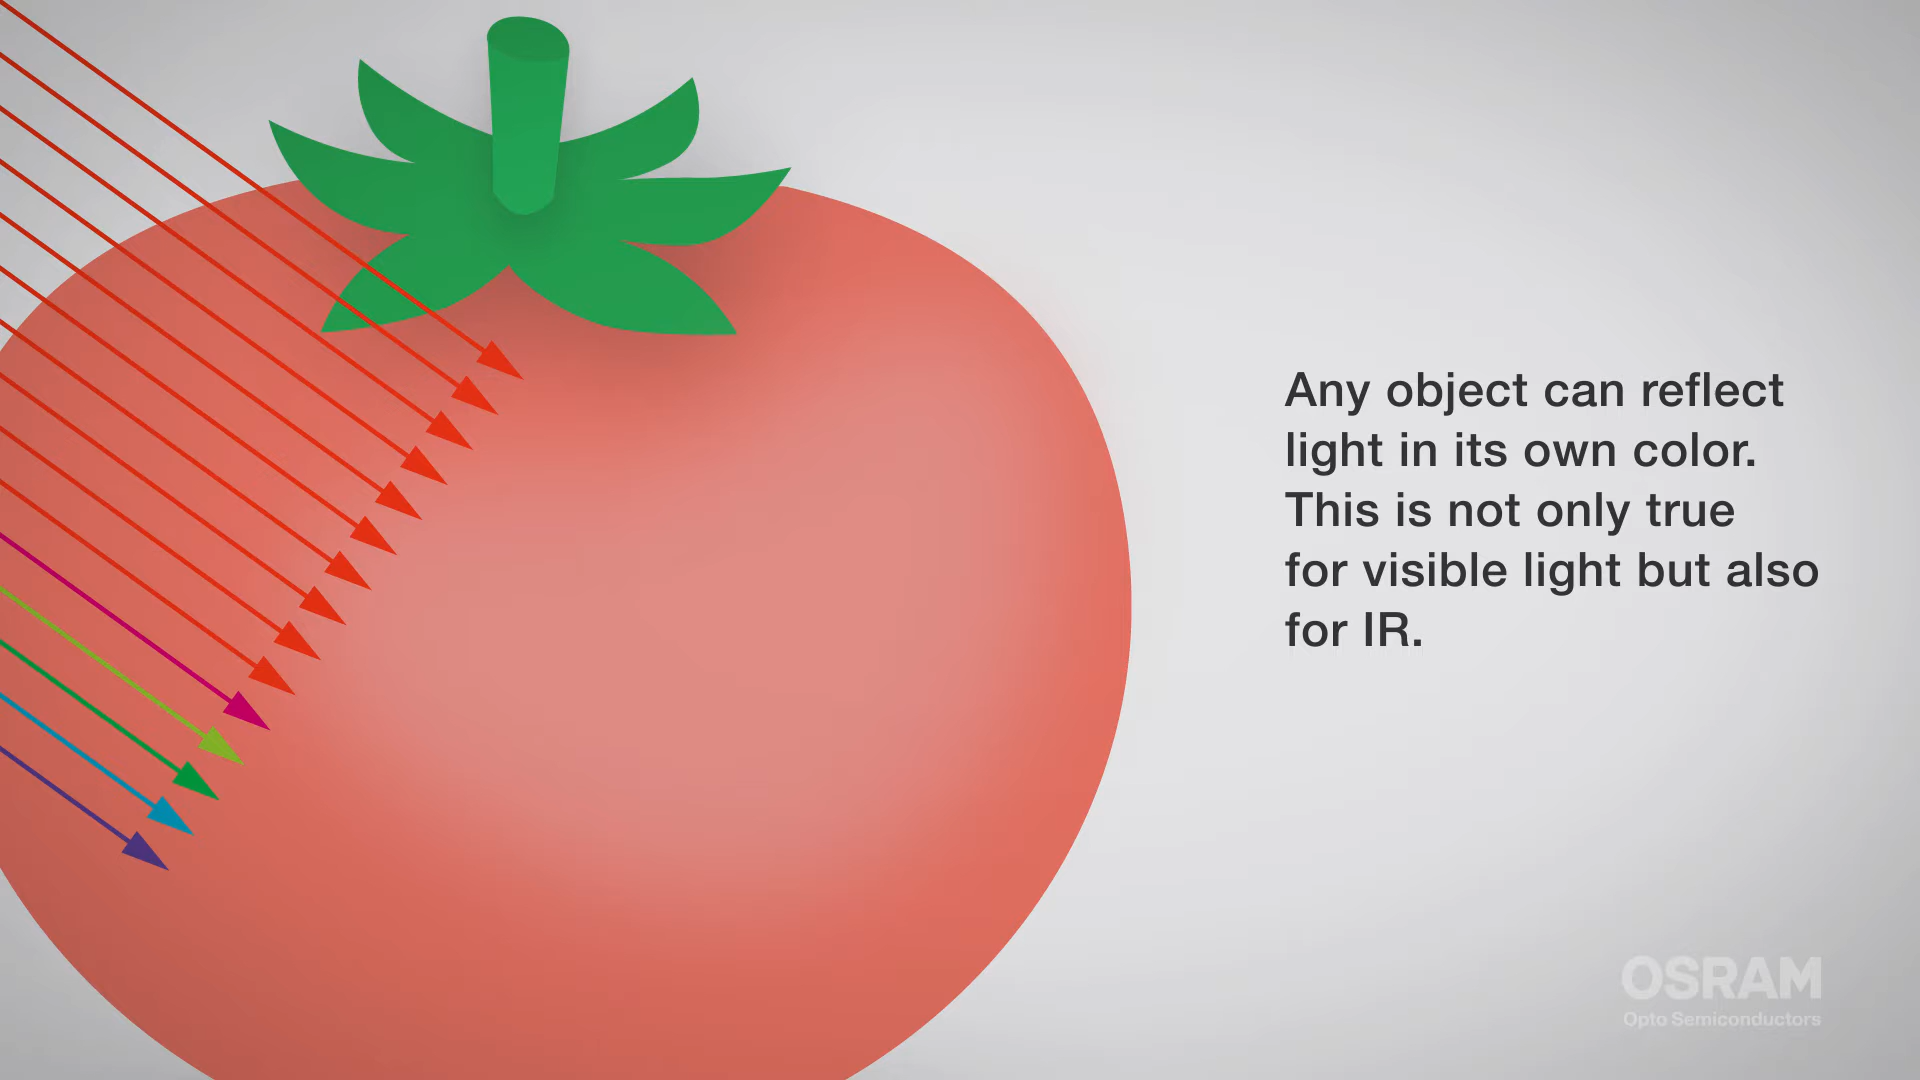 Any object can reflect
light in its own color.
This is not only true
for visible light but also
for IR.
OSRAM
Opto Semiconductors